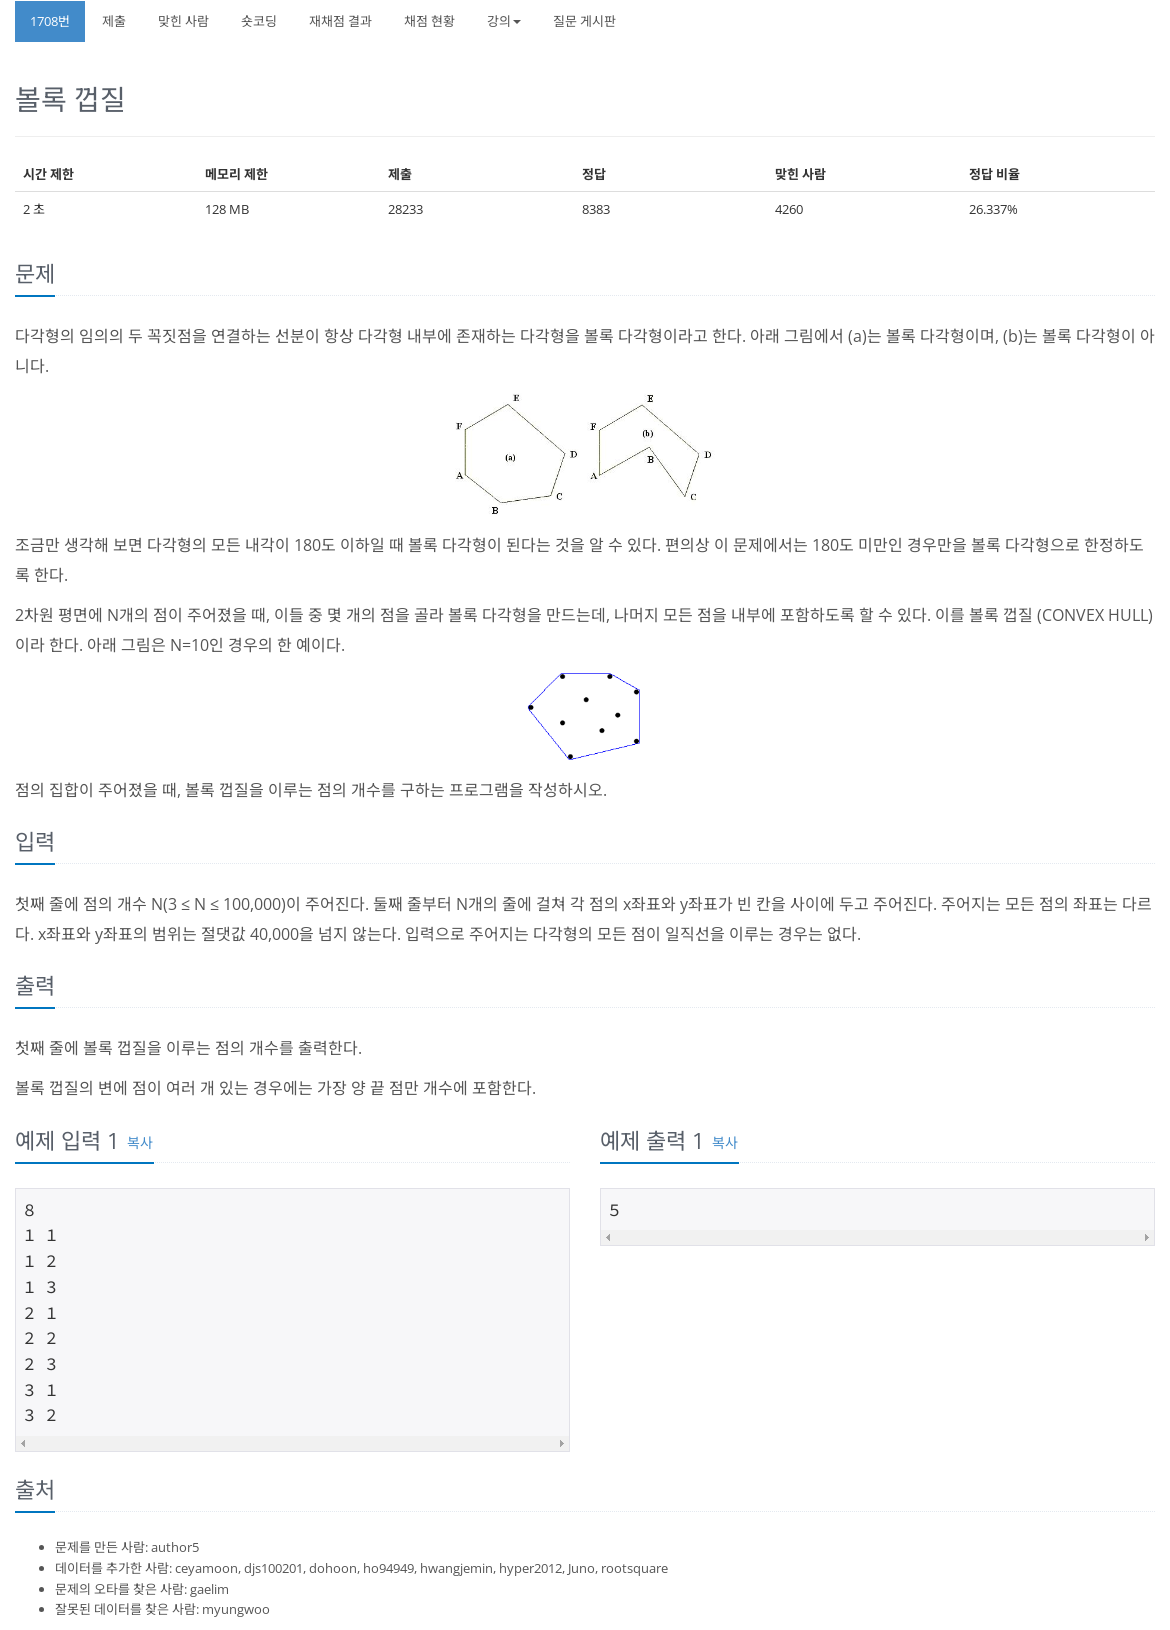 1708번 제출 맞힌 사람 숏코딩 재채점 결과 채점 현황 강의 질문 게시판
볼록 껍질
시간 제한 메모리 제한 제출 정답 맞힌 사람 정답 비율
2 초 128 MB 28233 8383 4260 26.337%
문제
다각형의 임의의 두 꼭짓점을 연결하는 선분이 항상 다각형 내부에 존재하는 다각형을 볼록 다각형이라고 한다. 아래 그림에서 (a)는 볼록 다각형이며, (b)는 볼록 다각형이 아
니다.
E E
F F (b)
(a) D B D
A A
C C
B
조금만 생각해 보면 다각형의 모든 내각이 180도 이하일 때 볼록 다각형이 된다는 것을 알 수 있다. 편의상 이 문제에서는 180도 미만인 경우만을 볼록 다각형으로 한정하도
록 한다.
2차원 평면에 N개의 점이 주어졌을 때, 이들 중 몇 개의 점을 골라 볼록 다각형을 만드는데, 나머지 모든 점을 내부에 포함하도록 할 수 있다. 이를 볼록 껍질 (CONVEX HULL)
이라 한다. 아래 그림은 N=10인 경우의 한 예이다.
점의 집합이 주어졌을 때, 볼록 껍질을 이루는 점의 개수를 구하는 프로그램을 작성하시오.
입력
첫째 줄에 점의 개수 N(3 ≤ N ≤ 100,000)이 주어진다. 둘째 줄부터 N개의 줄에 걸쳐 각 점의 x좌표와 y좌표가 빈 칸을 사이에 두고 주어진다. 주어지는 모든 점의 좌표는 다르
다. x좌표와 y좌표의 범위는 절댓값 40,000을 넘지 않는다. 입력으로 주어지는 다각형의 모든 점이 일직선을 이루는 경우는 없다.
출력
첫째 줄에 볼록 껍질을 이루는 점의 개수를 출력한다.
볼록 껍질의 변에 점이 여러 개 있는 경우에는 가장 양 끝 점만 개수에 포함한다.
예제 입력 1 복사
8
1 1
1 2
1 3
2 1
2 2
2 3
3 1
3 2
예제 출력 1 복사
5
출처
문제를 만든 사람: author5
데이터를 추가한 사람: ceyamoon, djs100201, dohoon, ho94949, hwangjemin, hyper2012, Juno, rootsquare
문제의 오타를 찾은 사람: gaelim
잘못된 데이터를 찾은 사람: myungwoo